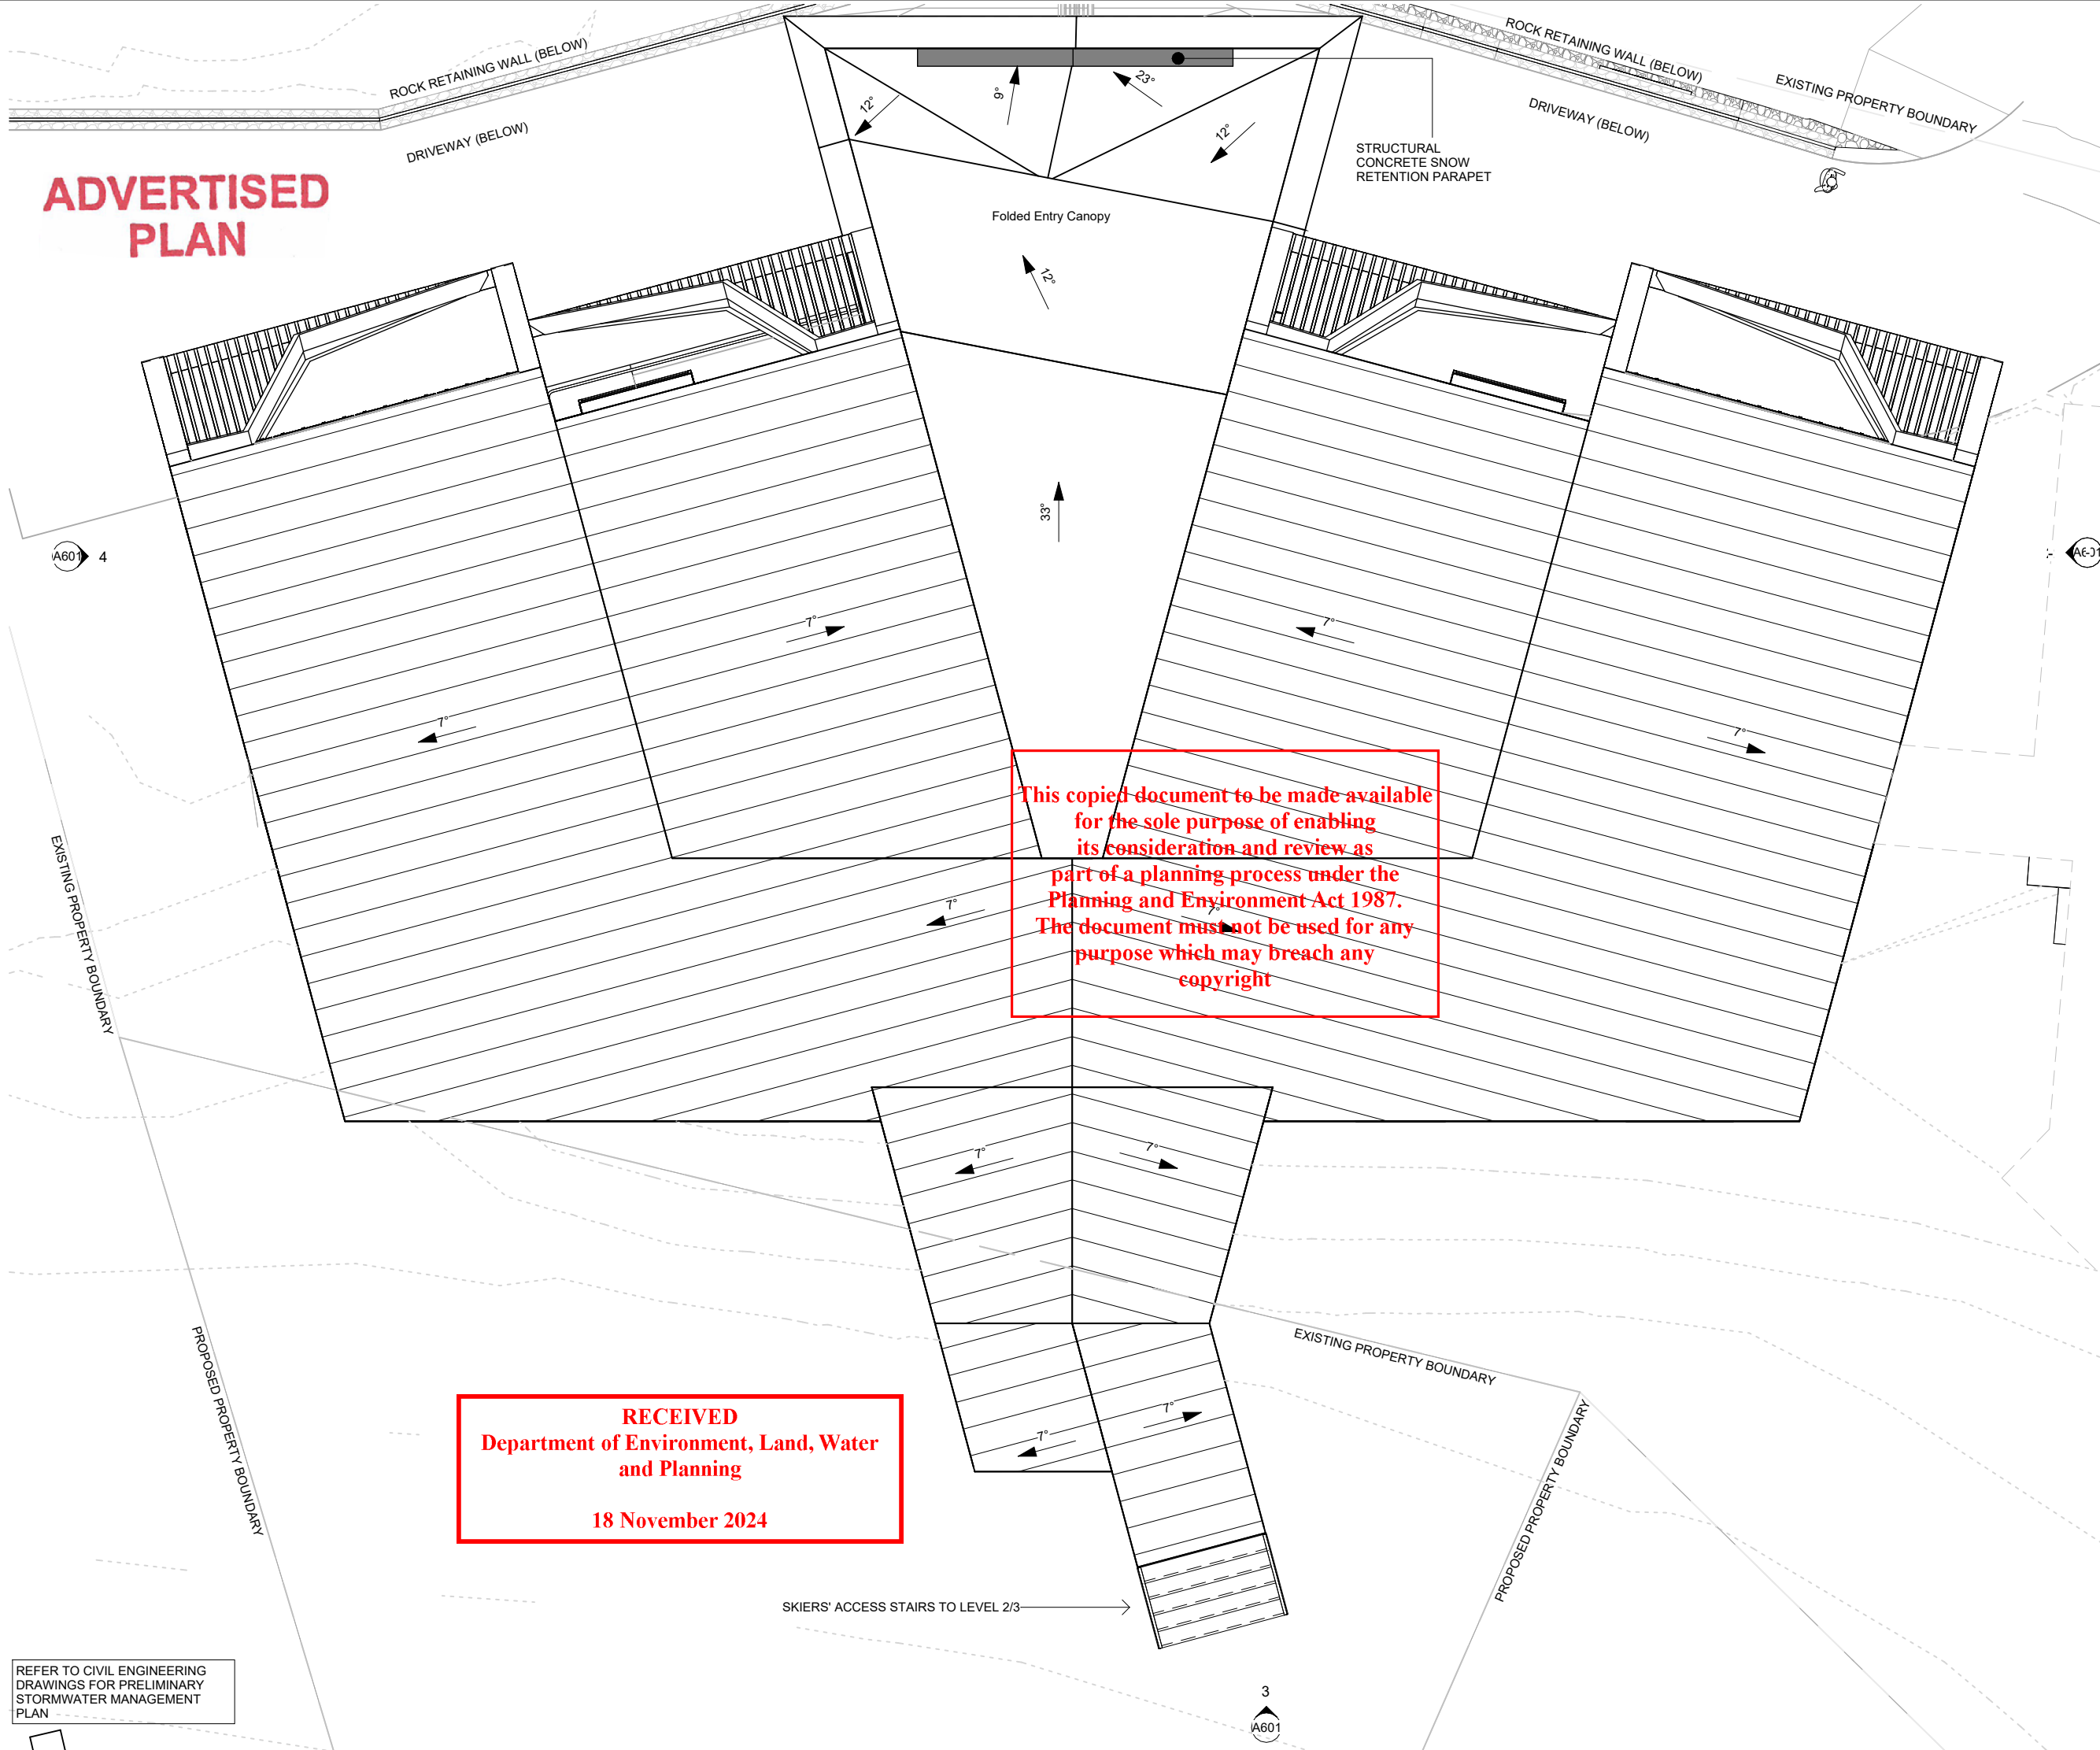 ROCK RETAINING WALL (BELOW)
DRIVEWAY (BELOW)
ADVERTISED
PLAN
12°
9°
23°
12°
ROCK RETAINING WALL (BELOW)
EXISTING PROPERTY BOUNDARY
DRIVEWAY (BELOW)
STRUCTURAL
CONCRETE SNOW
RETENTION PARAPET
Folded Entry Canopy
12°
33°
A601
4
7°
7°
7°
7°
This copied document to be made available
for the sole purpose of enabling
its consideration and review as
part of a planning process under the
Planning and Environment Act 1987.
The document must not be used for any
purpose which may breach any
copyright
7°
7°
EXISTING PROPERTY BOUNDARY
7°
7°
PROPOSED PROPERTY BOUNDARY
EXISTING PROPERTY BOUNDARY
PROPOSED PROPERTY BOUNDARY
7°
7°
RECEIVED
Department of Environment, Land, Water
and Planning
18 November 2024
SKIERS' ACCESS STAIRS TO LEVEL 2/3
REFER TO CIVIL ENGINEERING
DRAWINGS FOR PRELIMINARY
STORMWATER MANAGEMENT
PLAN
3
A601